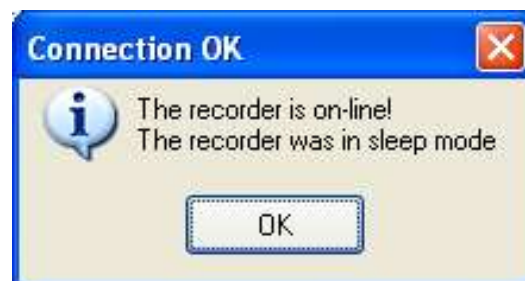 Connection OK
The recorder is on-line!
The recorder was in sleep mode
OK